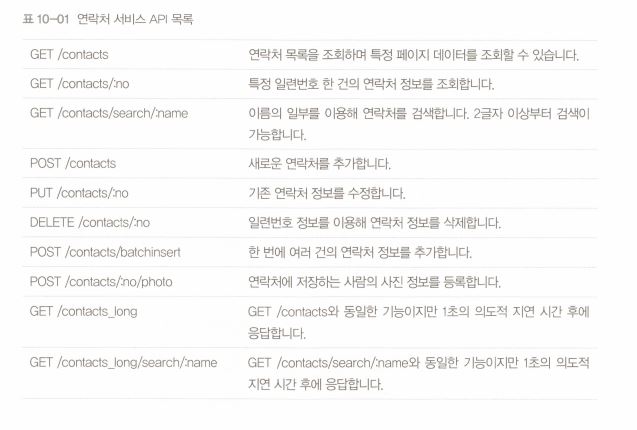 표 10-01 연락처 서비스 API 목록
GET /contacts 연락처 목록을 조회하며 특정 페이지 데이터를 조회할 수 있습니다.
GET /contacts/:no 특정 일련번호 한 건의 연락처 정보를 조회합니다.
GET /contacts/search/:name 이름의 일부를 이용해 연락처를 검색합니다. 2글자 이상부터 검색이
가능합니다.
POST /contacts 새로운 연락처를 추가합니다.
PUT /contacts/:no 기존 연락처 정보를 수정합니다.
DELETE /contacts/:no 일련번호 정보를 이용해 연락처 정보를 삭제합니다.
POST /contacts/batchinsert 한 번에 여러 건의 연락처 정보를 추가합니다.
POST /contacts/:no/photo 연락처에 저장하는 사람의 사진 정보를 등록합니다.
GET /contacts_long GET /contacts와 동일한 기능이지만 1초의 의도적 지연 시간 후에
응답합니다.
GET /contacts_long/search/:name GET /contacts/search/:name와 동일한 기능이지만 1초의 의도적
지연 시간 후에 응답합니다.